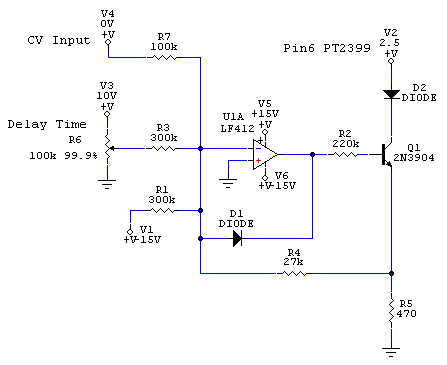 V4
0V
+V
CV Input
R7
100k
V2
2.5
+V
Pin6 PT2399
D2
DIODE
V3
10V
+V
Delay Time
R6
100k 99.9%
R3
300k
U1A
LF412
V5
+15V
+V
V6
+V-15V
R2
220k
Q1
2N3904
R1
300k
V1
+V-15V
D1
DIODE
R4
27k
R5
470